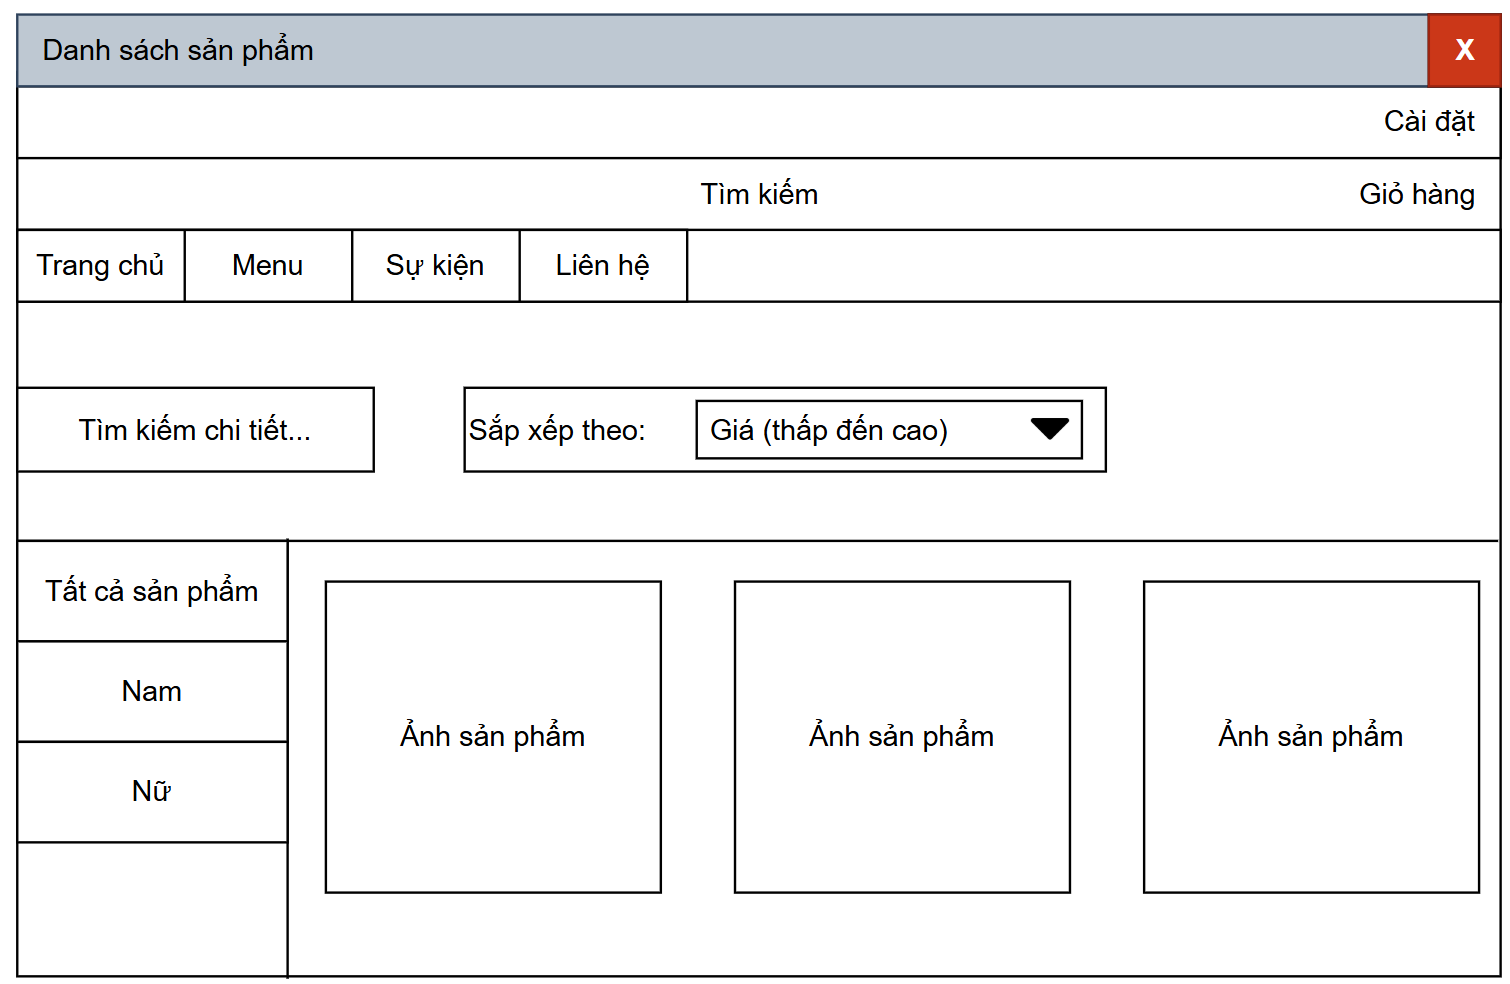 Danh sách sản phẩm
X
Cài đặt
Tìm kiếm
Giỏ hàng
Trang chủ
Menu
Sự kiện
Liên hệ
Tìm kiếm chi tiết...
Sắp xếp theo:
Giá (thấp đến cao)
Tất cả sản phẩm
Nam
Nữ
Ảnh sản phẩm
Ảnh sản phẩm
Ảnh sản phẩm